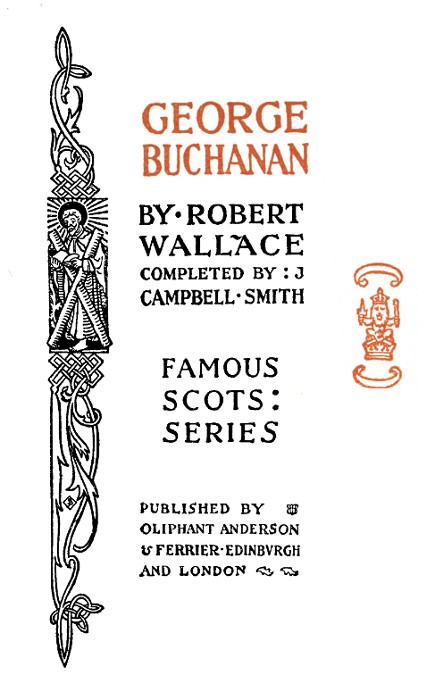 GEORGE
BUCHANAN
BY·ROBERT
WALLACE
COMPLETED BY : J
CAMPBELL·SMITH
FAMOUS
SCOTS:
SERIES
PUBLISHED BY
OLIPHANT ANDERSON
& FERRIER·EDINBVRGH
AND LONDON